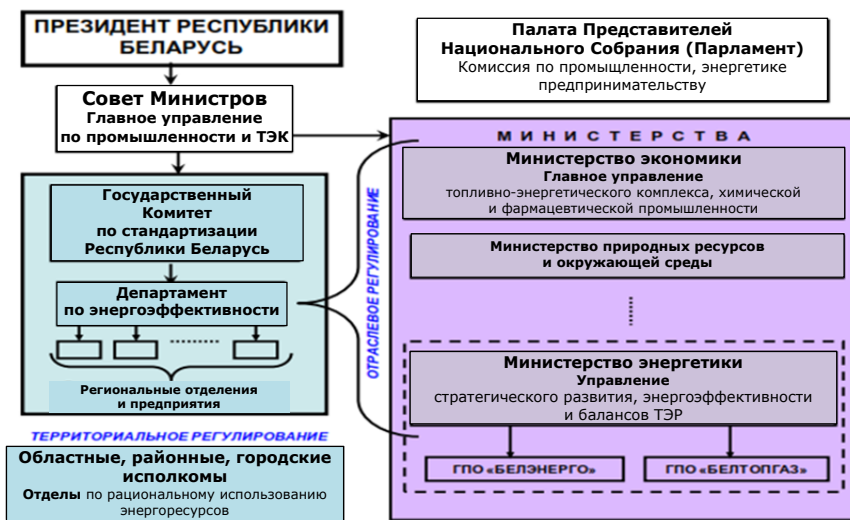 ПРЕЗИДЕНТ РЕСПУБЛИКИ
БЕЛАРУСЬ
Палата Представителей
Национального Собрания (Парламент)
Комиссия по промыщленности, энергетике
предпринимательству
Совет Министров
Главное управление
по промышленности и ТЭК
Государственный
Комитет
по стандартизации
Республики Беларусь
Департамент
по энергоэффективности
Региональные отделения
и предприятия
ТЕРРИТОРИАЛЬНОЕ РЕГУЛИРОВАНИЕ
Областные, районные, городские
исполкомы
Отделы по рациональному использованию
энергоресурсов
ОТРАСЛЕВОЕ РЕГУЛИРОВАНИЕ
МИНИСТЕРСТВА
Министерство экономики
Главное управление
топливно-энергетического комплекса, химической
и фармацевтической промышленности
Министерство природных ресурсов
и окружающей среды
Министерство энергетики
Управление
стратегического развития, энергоэффективности
и балансов ТЭР
ГПО «БЕЛЭНЕРГО»
ГПО «БЕЛТОПГАЗ»